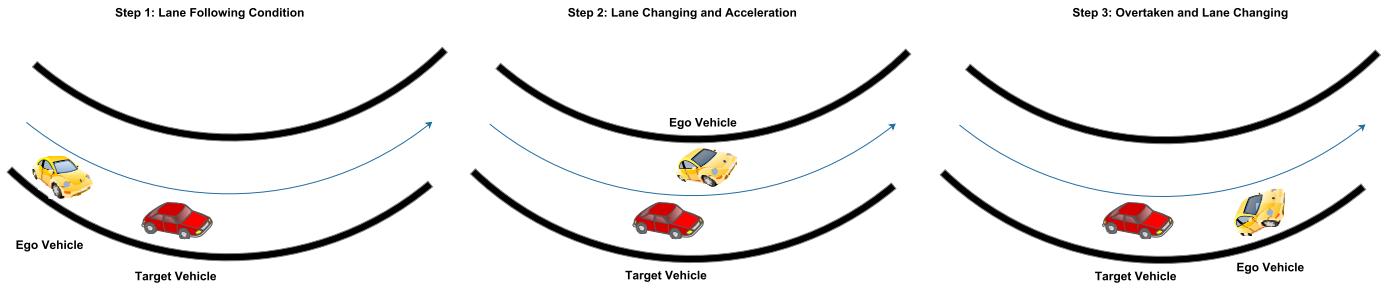 Step 1: Lane Following Condition
Ego Vehicle
Target Vehicle
Step 2: Lane Changing and Acceleration
Ego Vehicle
Target Vehicle
Step 3: Overtaken and Lane Changing
Target Vehicle
Ego Vehicle